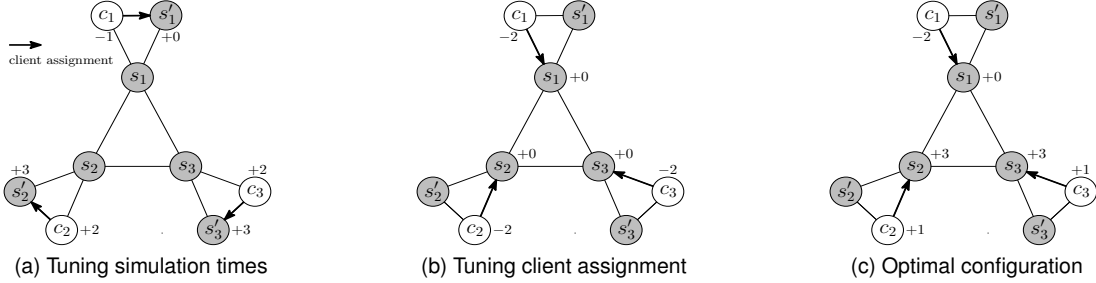 c₁ s′₁
−1 +0
client assignment
s₁
s₂ s₃
+3 +2
s′₂ c₃
c₂ +2 s′₃ +3
(a) Tuning simulation times
c₁ s′₁
−2
s₁ +0
+0 +0
s₂ s₃
−2
s′₂ c₃
c₂ −2 s′₃
(b) Tuning client assignment
c₁ s′₁
−2
s₁ +0
+3 +3
s₂ s₃
+1
s′₂ c₃
c₂ +1 s′₃
(c) Optimal configuration